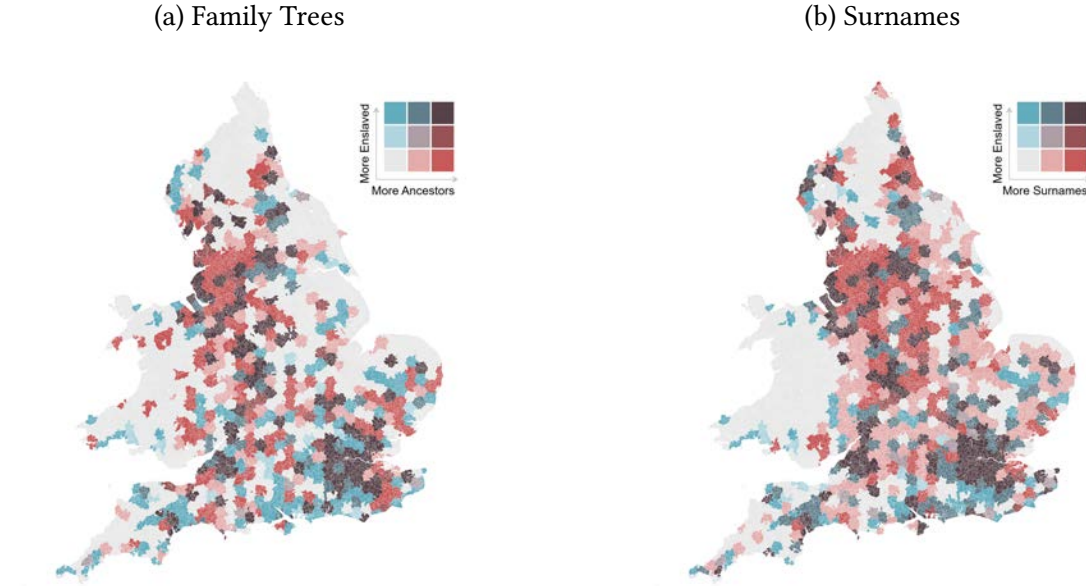 (a) Family Trees
(b) Surnames
More Enslaved
More Ancestors
More Enslaved
More Surnames